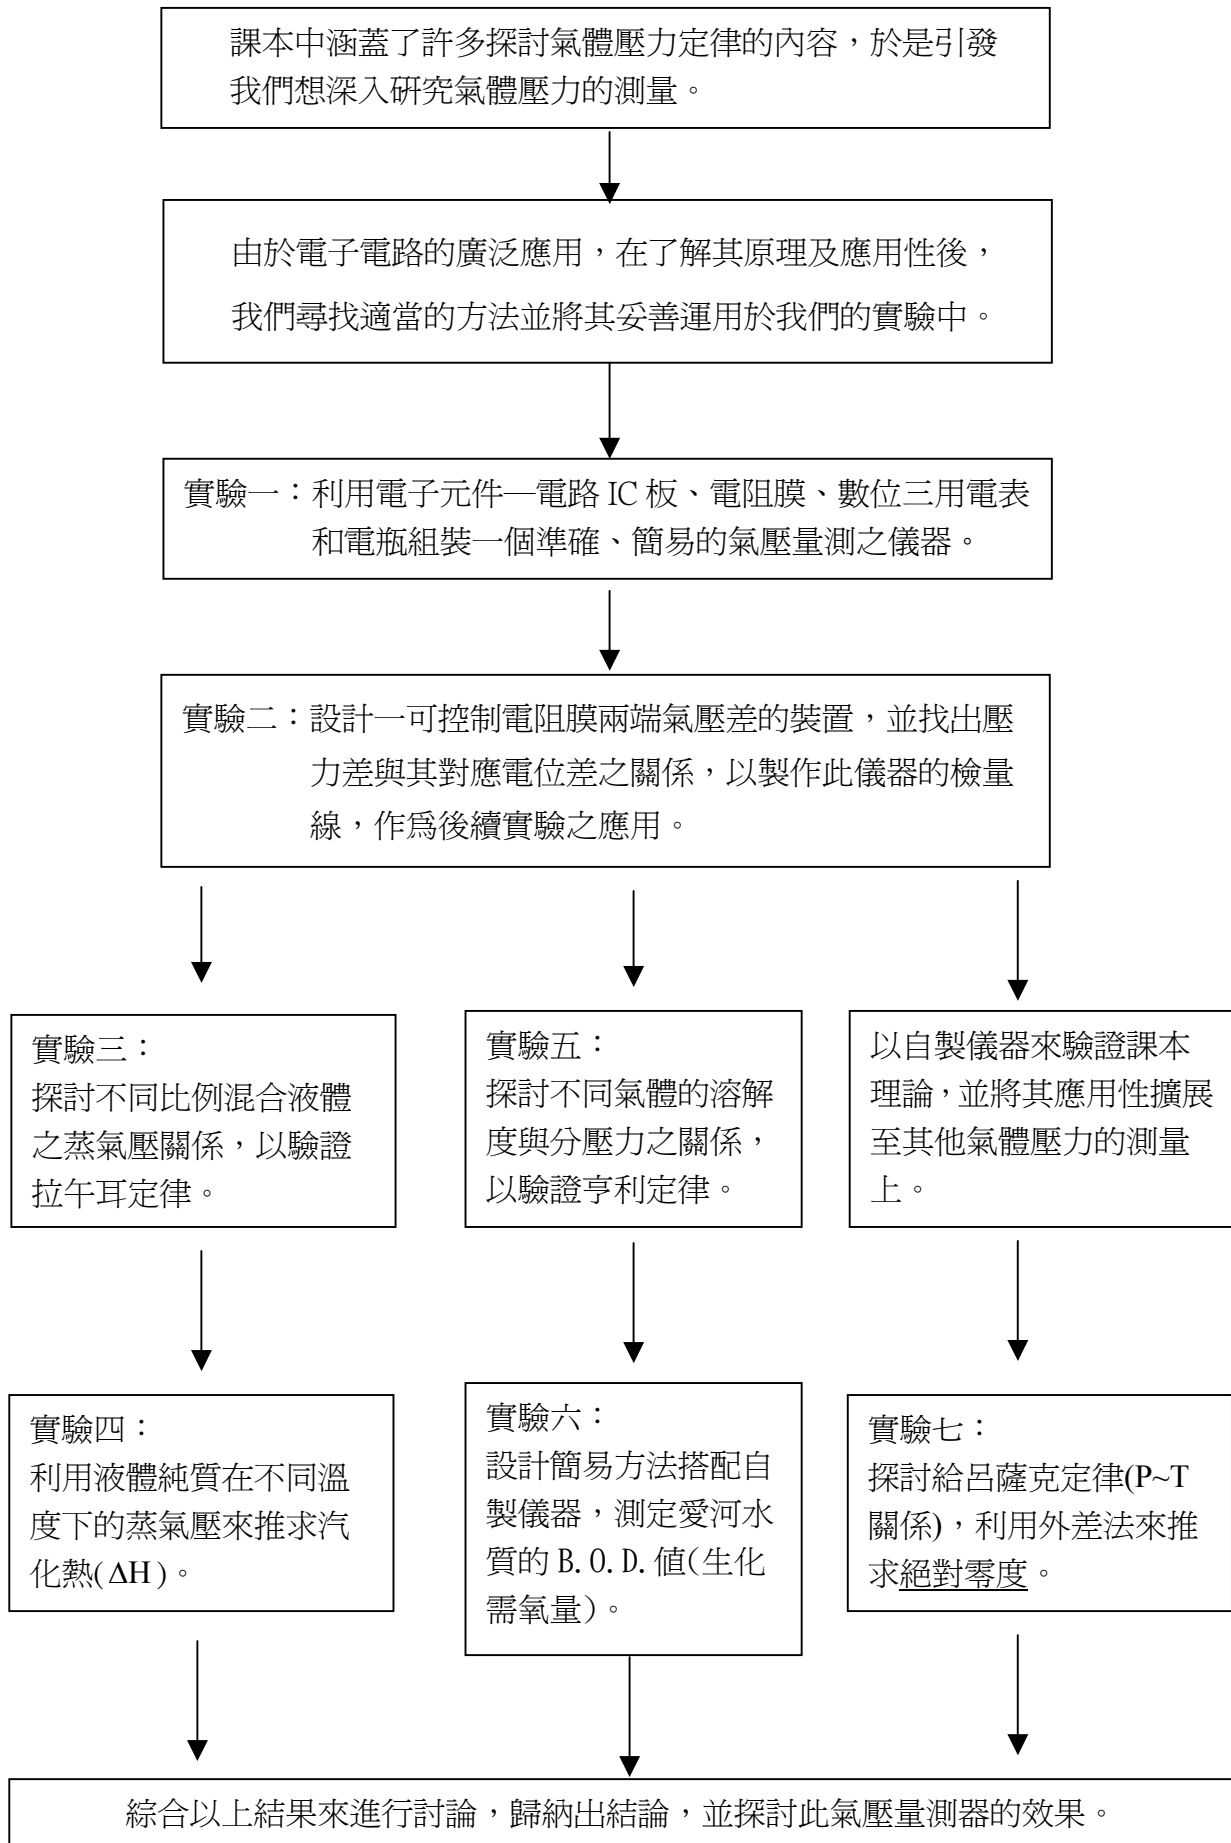 課本中涵蓋了許多探討氣體壓力定律的內容，於是引發
我們想深入研究氣體壓力的測量。
由於電子電路的廣泛應用，在了解其原理及應用性後，
我們尋找適當的方法並將其妥善運用於我們的實驗中。
實驗一：利用電子元件—電路 IC 板、電阻膜、數位三用電表
和電瓶組裝一個準確、簡易的氣壓量測之儀器。
實驗二：設計一可控制電阻膜兩端氣壓差的裝置，並找出壓
力差與其對應電位差之關係，以製作此儀器的檢量
線，作為後續實驗之應用。
實驗三：
探討不同比例混合液體
之蒸氣壓關係，以驗證
拉午耳定律。
實驗五：
探討不同氣體的溶解
度與分壓力之關係，
以驗證亨利定律。
以自製儀器來驗證課本
理論，並將其應用性擴展
至其他氣體壓力的測量
上。
實驗四：
利用液體純質在不同溫
度下的蒸氣壓來推求汽
化熱(ΔH)。
實驗六：
設計簡易方法搭配自
製儀器，測定愛河水
質的 B.O.D.值(生化
需氧量)。
實驗七：
探討給呂薩克定律(P~T
關係)，利用外差法來推
求絕對零度。
綜合以上結果來進行討論，歸納出結論，並探討此氣壓量測器的效果。